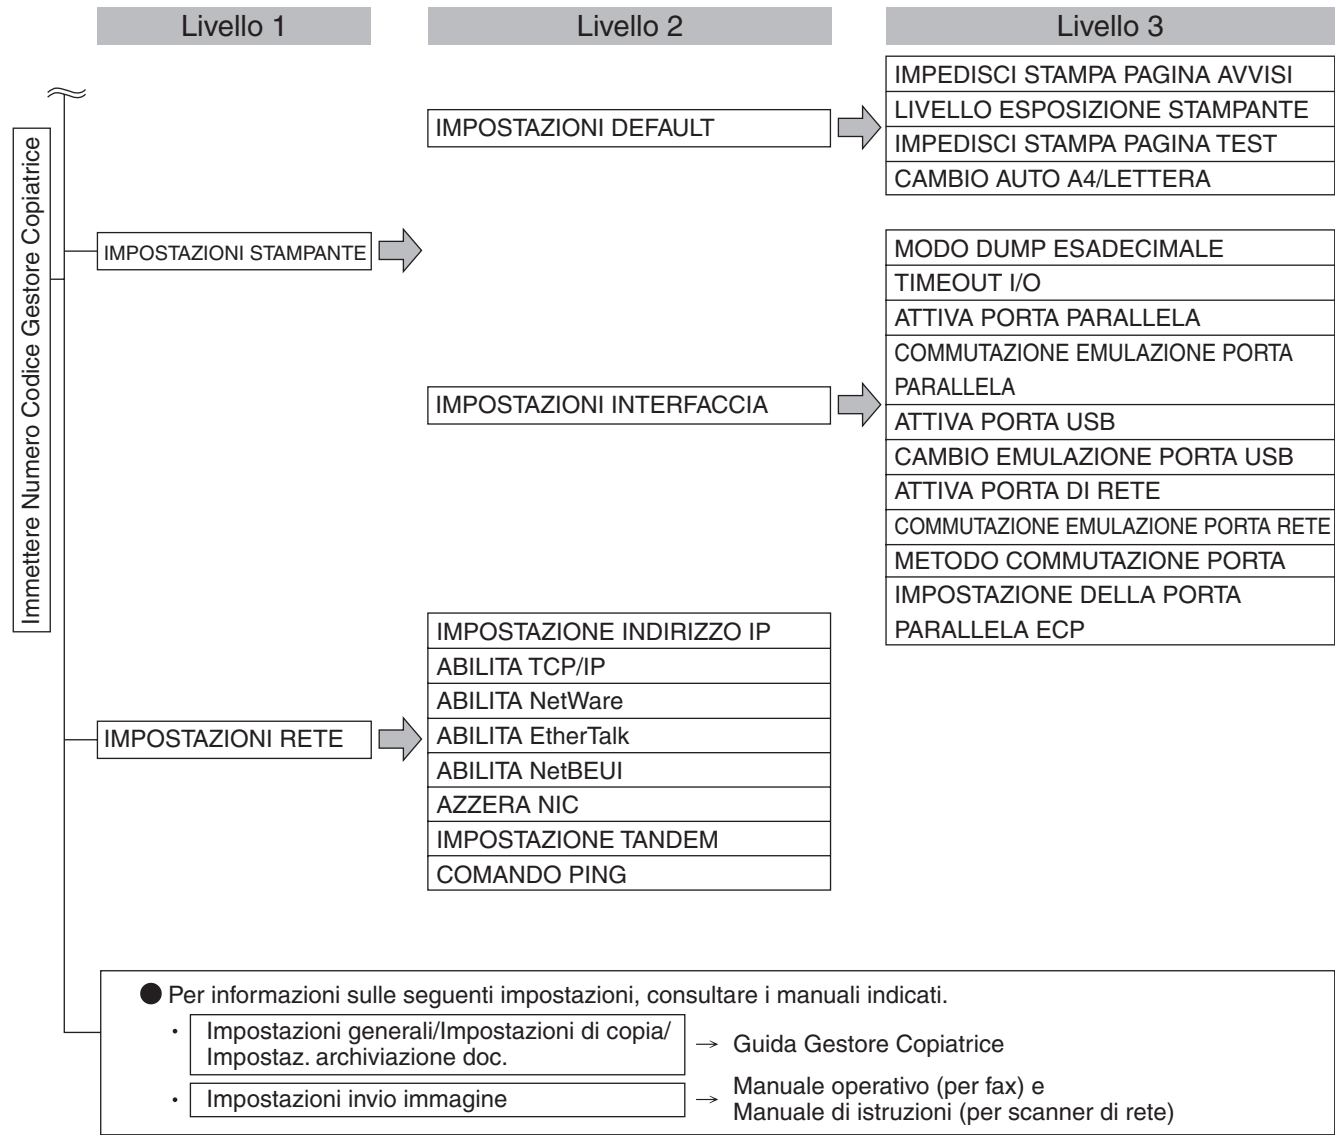 Livello 1
Livello 2
Livello 3
Immettere Numero Codice Gestore Copiatrice
IMPOSTAZIONI STAMPANTE
IMPOSTAZIONI DEFAULT
IMPEDISCI STAMPA PAGINA AVVISI
LIVELLO ESPOSIZIONE STAMPANTE
IMPEDISCI STAMPA PAGINA TEST
CAMBIO AUTO A4/LETTERA
IMPOSTAZIONI INTERFACCIA
MODO DUMP ESADECIMALE
TIMEOUT I/O
ATTIVA PORTA PARALLELA
COMMUTAZIONE EMULAZIONE PORTA
PARALLELA
ATTIVA PORTA USB
CAMBIO EMULAZIONE PORTA USB
ATTIVA PORTA DI RETE
COMMUTAZIONE EMULAZIONE PORTA RETE
METODO COMMUTAZIONE PORTA
IMPOSTAZIONE DELLA PORTA
PARALLELA ECP
IMPOSTAZIONI RETE
IMPOSTAZIONE INDIRIZZO IP
ABILITA TCP/IP
ABILITA NetWare
ABILITA EtherTalk
ABILITA NetBEUI
AZZERA NIC
IMPOSTAZIONE TANDEM
COMANDO PING
● Per informazioni sulle seguenti impostazioni, consultare i manuali indicati.
· Impostazioni generali/Impostazioni di copia/
Impostaz. archiviazione doc.
→ Guida Gestore Copiatrice
· Impostazioni invio immagine
→ Manuale operativo (per fax) e
Manuale di istruzioni (per scanner di rete)